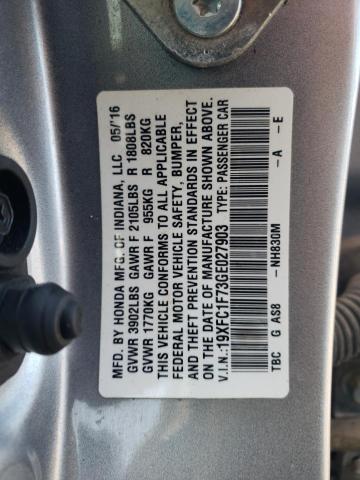 MFD. BY HONDA MFG. OF INDIANA, LLC 05/'16
GVWR 3902LBS GAWR F 2105LBS R 1808LBS
GVWR 1770KG GAWR F 955KG R 820KG
THIS VEHICLE CONFORMS TO ALL APPLICABLE
FEDERAL MOTOR VEHICLE SAFETY, BUMPER,
AND THEFT PREVENTION STANDARDS IN EFFECT
ON THE DATE OF MANUFACTURE SHOWN ABOVE.
V.I.N.:19XFC1F73GE027903 TYPE: PASSENGER CAR
TBC G AS8 -NH830M -A -E